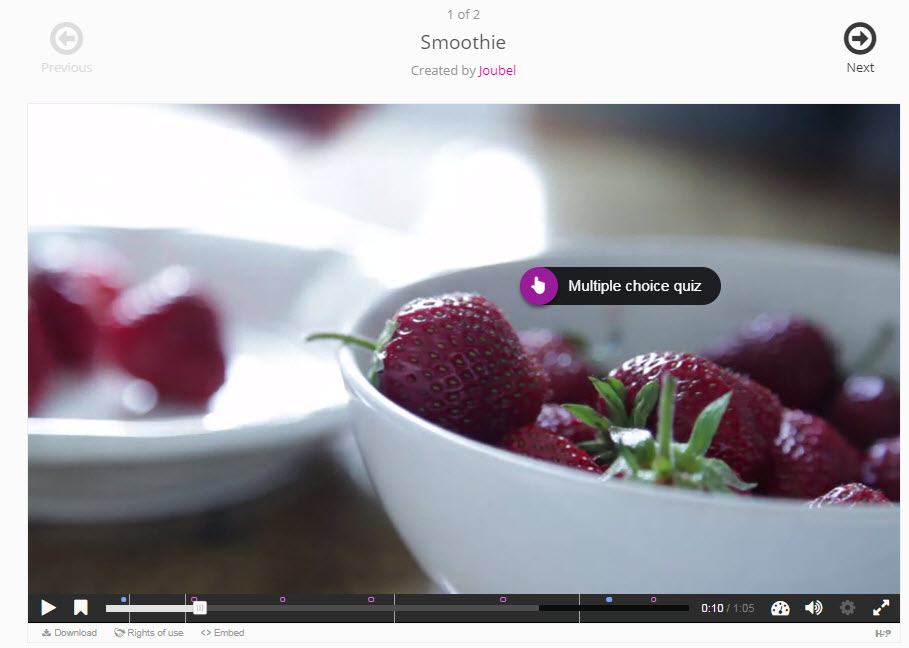 1 of 2
Smoothie
Previous
Created by Joubel
Next
Multiple choice quiz
0:10 / 1:05
Download
Rights of use
<> Embed
H5P